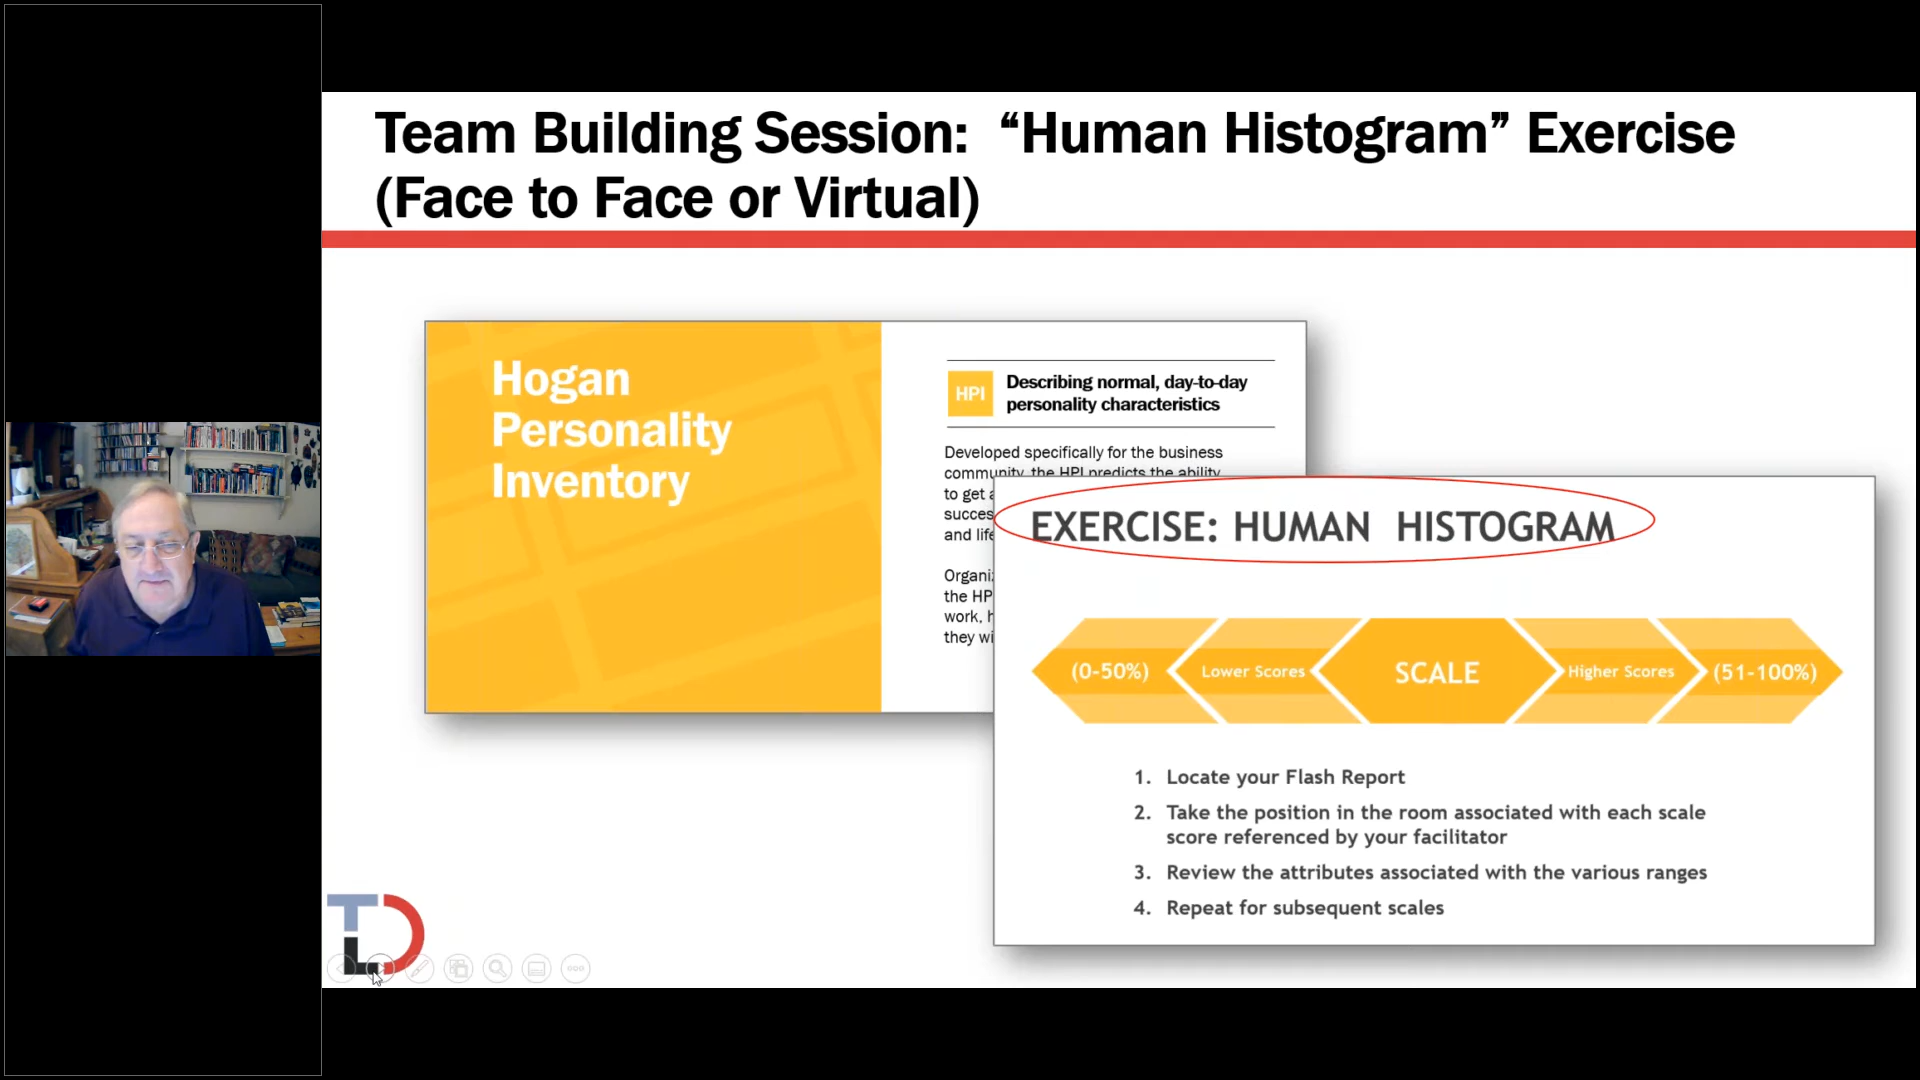 Team Building Session: “Human Histogram” Exercise
(Face to Face or Virtual)
Hogan
Personality
Inventory
HPI
Describing normal, day-to-day
personality characteristics
Developed specifically for the business
community, the HPI predicts the ability
to get
succes
and life
Organi
the HP
work, h
they wi
EXERCISE: HUMAN HISTOGRAM
(0-50%)
Lower Scores
SCALE
Higher Scores
(51-100%)
1. Locate your Flash Report
2. Take the position in the room associated with each scale
score referenced by your facilitator
3. Review the attributes associated with the various ranges
4. Repeat for subsequent scales
TLD